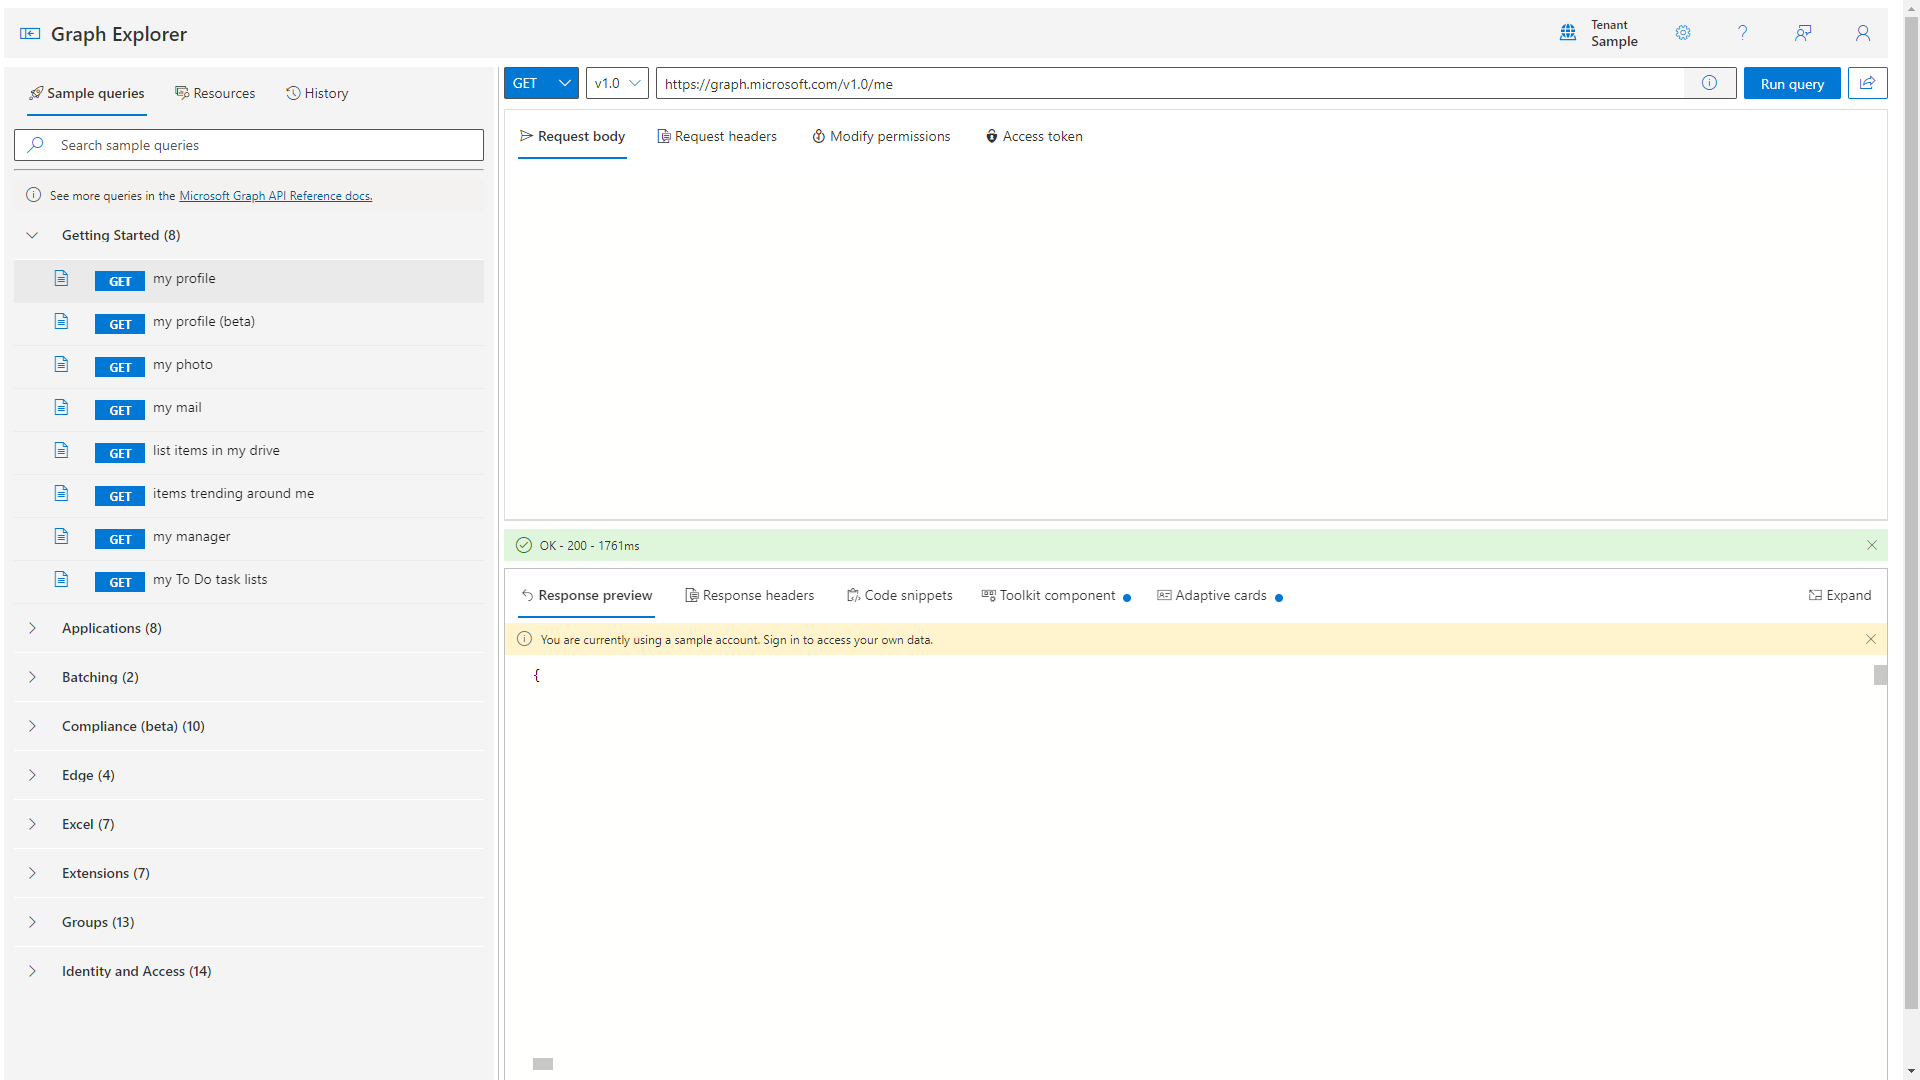 Graph Explorer
Tenant
Sample
Sample queries
Resources
History
Search sample queries
See more queries in the Microsoft Graph API Reference docs.
Getting Started (8)
GET my profile
GET my profile (beta)
GET my photo
GET my mail
GET list items in my drive
GET items trending around me
GET my manager
GET my To Do task lists
Applications (8)
Batching (2)
Compliance (beta) (10)
Edge (4)
Excel (7)
Extensions (7)
Groups (13)
Identity and Access (14)
GET
v1.0
https://graph.microsoft.com/v1.0/me
Run query
Request body
Request headers
Modify permissions
Access token
OK - 200 - 1761ms
Response preview
Response headers
Code snippets
Toolkit component
Adaptive cards
Expand
You are currently using a sample account. Sign in to access your own data.
{